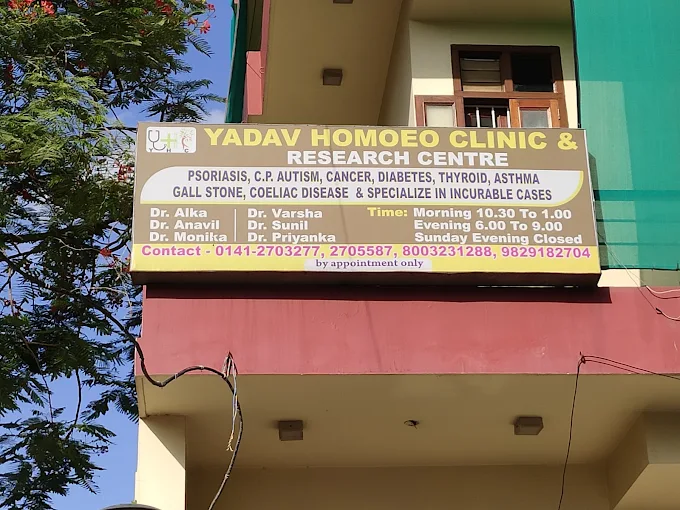 H C
YADAV HOMOEO CLINIC &
RESEARCH CENTRE
PSORIASIS, C.P. AUTISM, CANCER, DIABETES, THYROID, ASTHMA
GALL STONE, COELIAC DISEASE & SPECIALIZE IN INCURABLE CASES
Dr. Alka Dr. Varsha Time: Morning 10.30 To 1.00
Dr. Anavil Dr. Sunil Evening 6.00 To 9.00
Dr. Monika Dr. Priyanka Sunday Evening Closed
Contact - 0141-2703277, 2705587, 8003231288, 9829182704
by appointment only